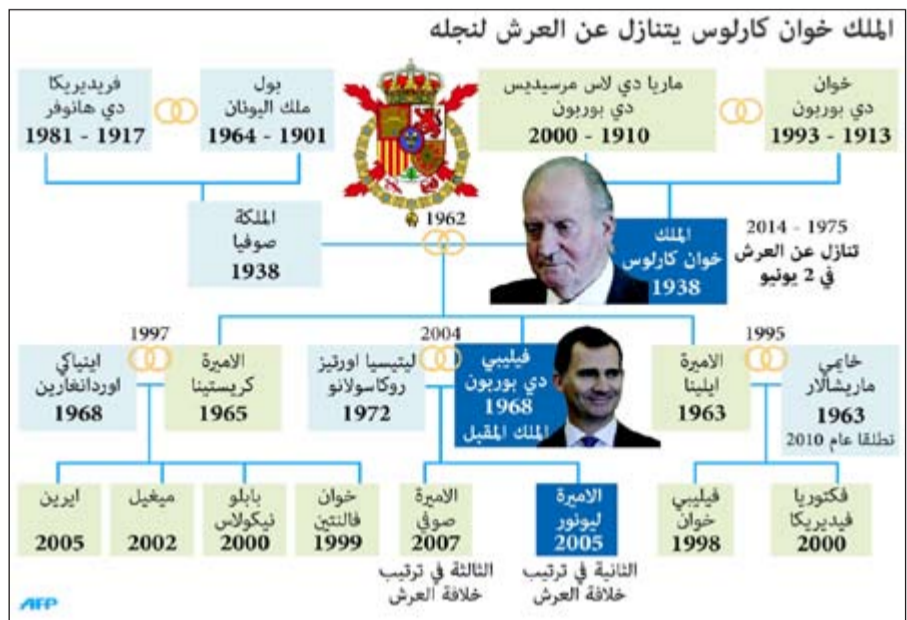 الملك خوان كارلوس يتنازل عن العرش لنجله
خوان
دي بوربون
1913 - 1993
ماريا دي لاس مرسيديس
دي بوربون
1910 - 2000
بول
ملك اليونان
1901 - 1964
فريديريكا
دي هانوفر
1917 - 1981
1975 - 2014
تنازل عن العرش
في 2 يونيو
الملك
خوان كارلوس
1938
1962
الملكة
صوفيا
1938
1995
خايمي
ماريشالار
1963
تطلقا عام 2010
الاميرة
ايلينا
1963
فيليبي
دي بوربون
1968
الملك المقبل
2004
ليتيسيا اورتيز
روكاسولانو
1972
الاميرة
كريستينا
1965
1997
اينياكي
اوردانغارين
1968
فكتوريا
فيديريكا
2000
فيليبي
خوان
1998
الاميرة
ليونور
2005
الثانية في ترتيب
خلافة العرش
الاميرة
صوفي
2007
الثالثة في ترتيب
خلافة العرش
خوان
فالنتين
1999
بابلو
نيكولاس
2000
ميغيل
2002
ايرين
2005
AFP